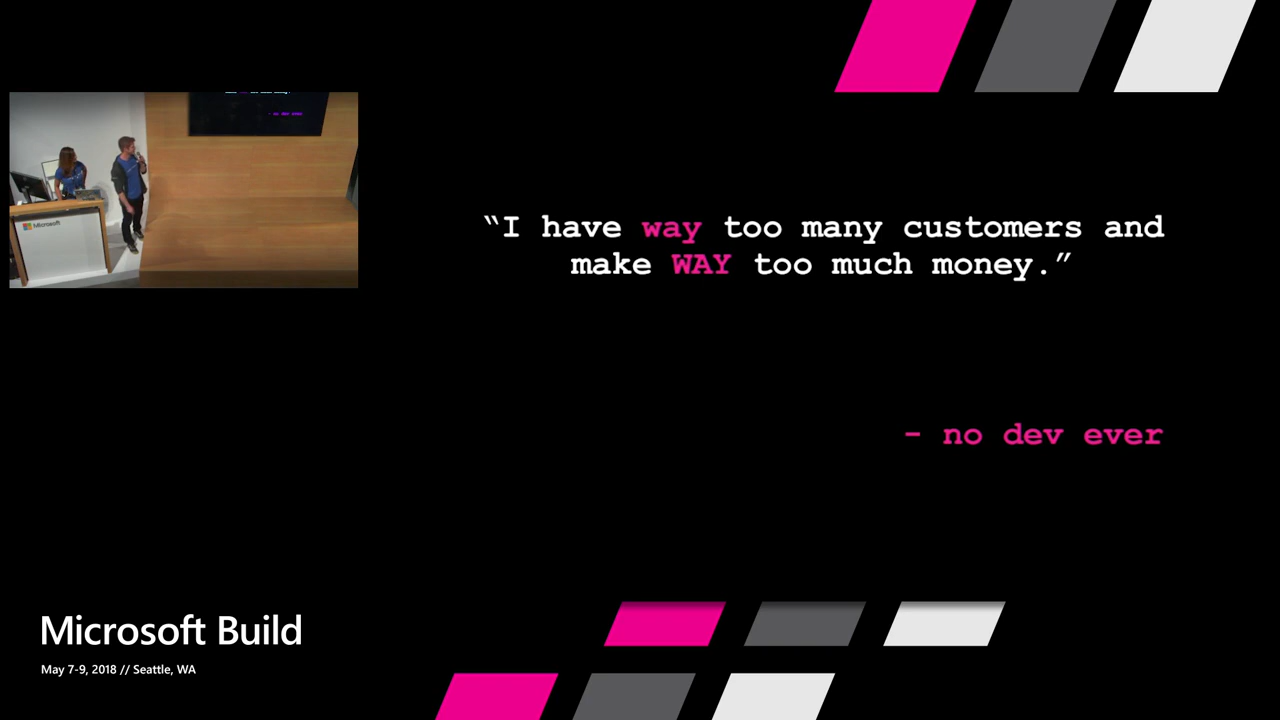 Microsoft
“I have way too many customers and
make WAY too much money.”
- no dev ever
Microsoft Build
May 7-9, 2018 // Seattle, WA